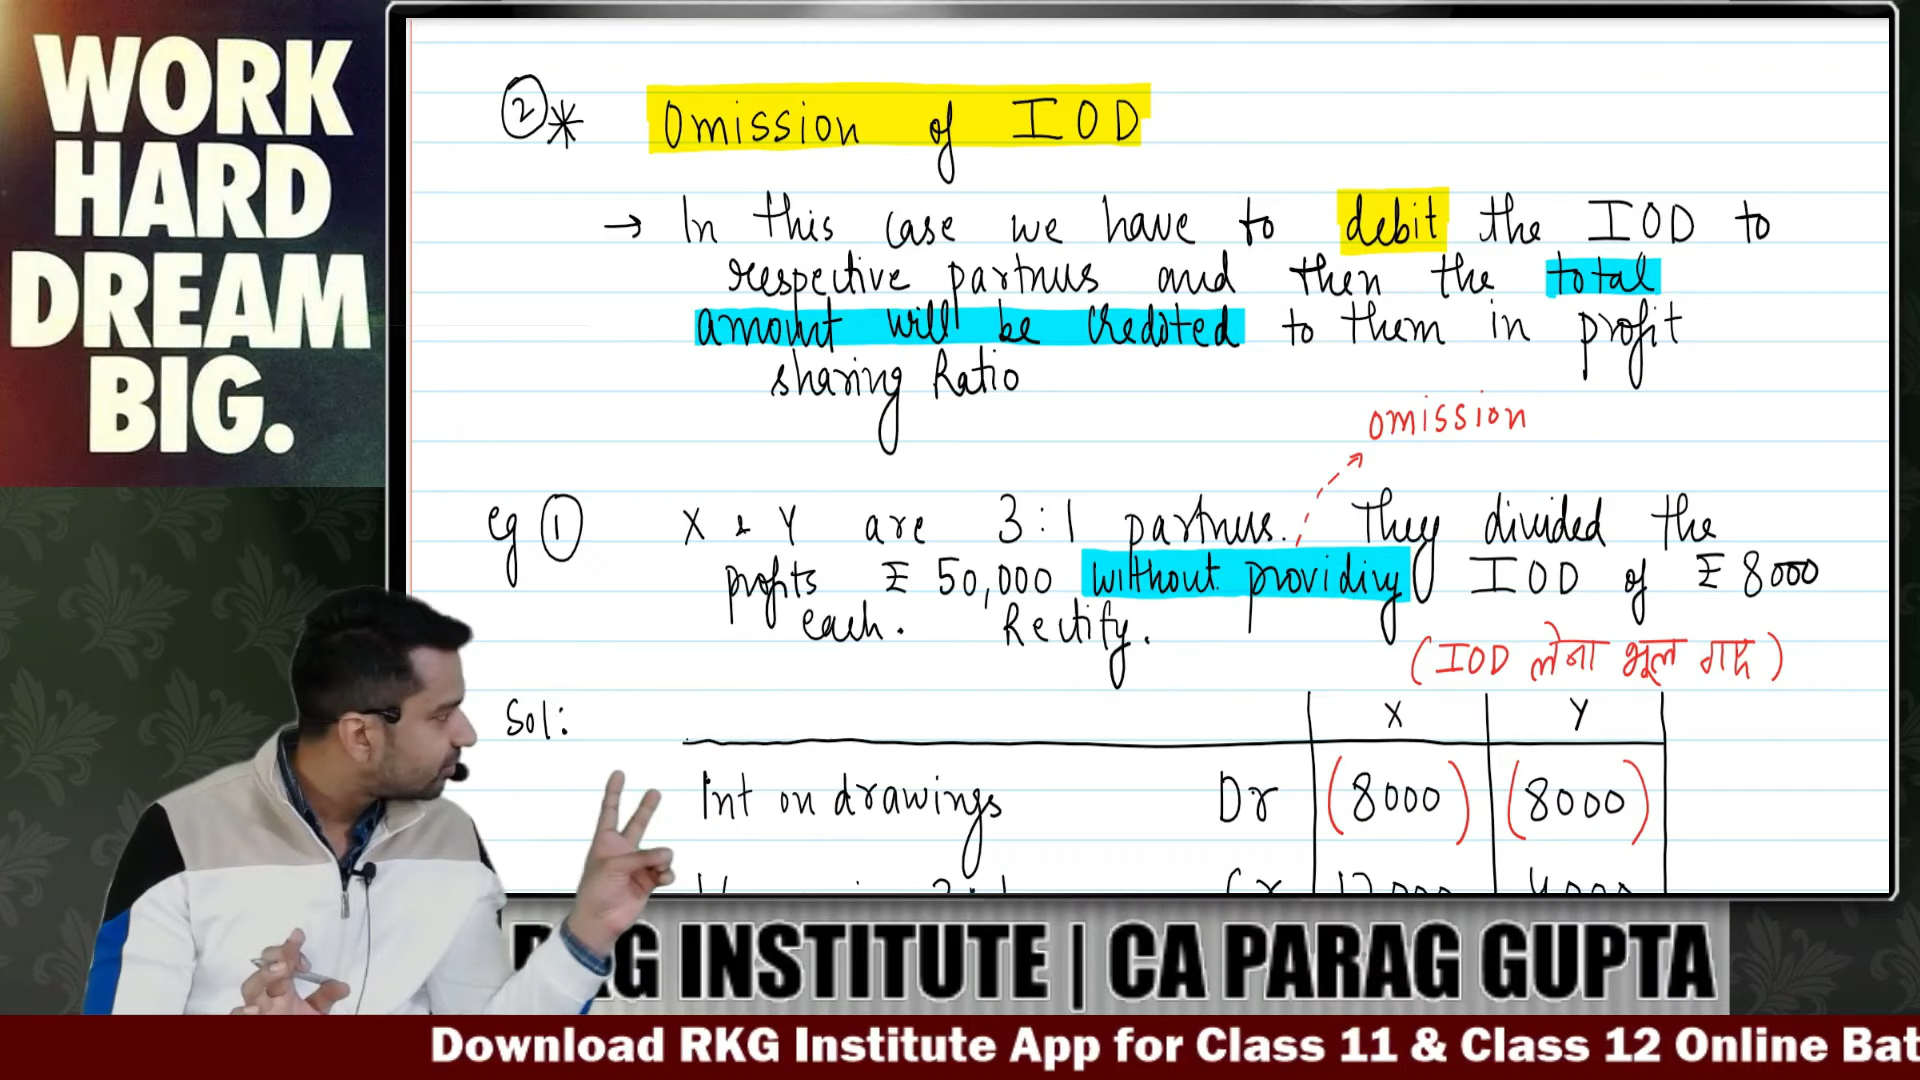 WORK
HARD
DREAM
BIG.
② * Omission of IOD
→ In this case we have to debit the IOD to
respective partners and then the total
amount will be credited to them in profit
sharing Ratio
omission
eg ① X & Y are 3:1 partners. They divided the
profits ₹ 50,000 without providing IOD of ₹ 8000
each. Rectify.
(IOD लेना भूल गए)
Sol: X Y
Int on drawings Dr (8000) (8000)
Cr 12000 4000
RKG INSTITUTE | CA PARAG GUPTA
Download RKG Institute App for Class 11 & Class 12 Online Bat